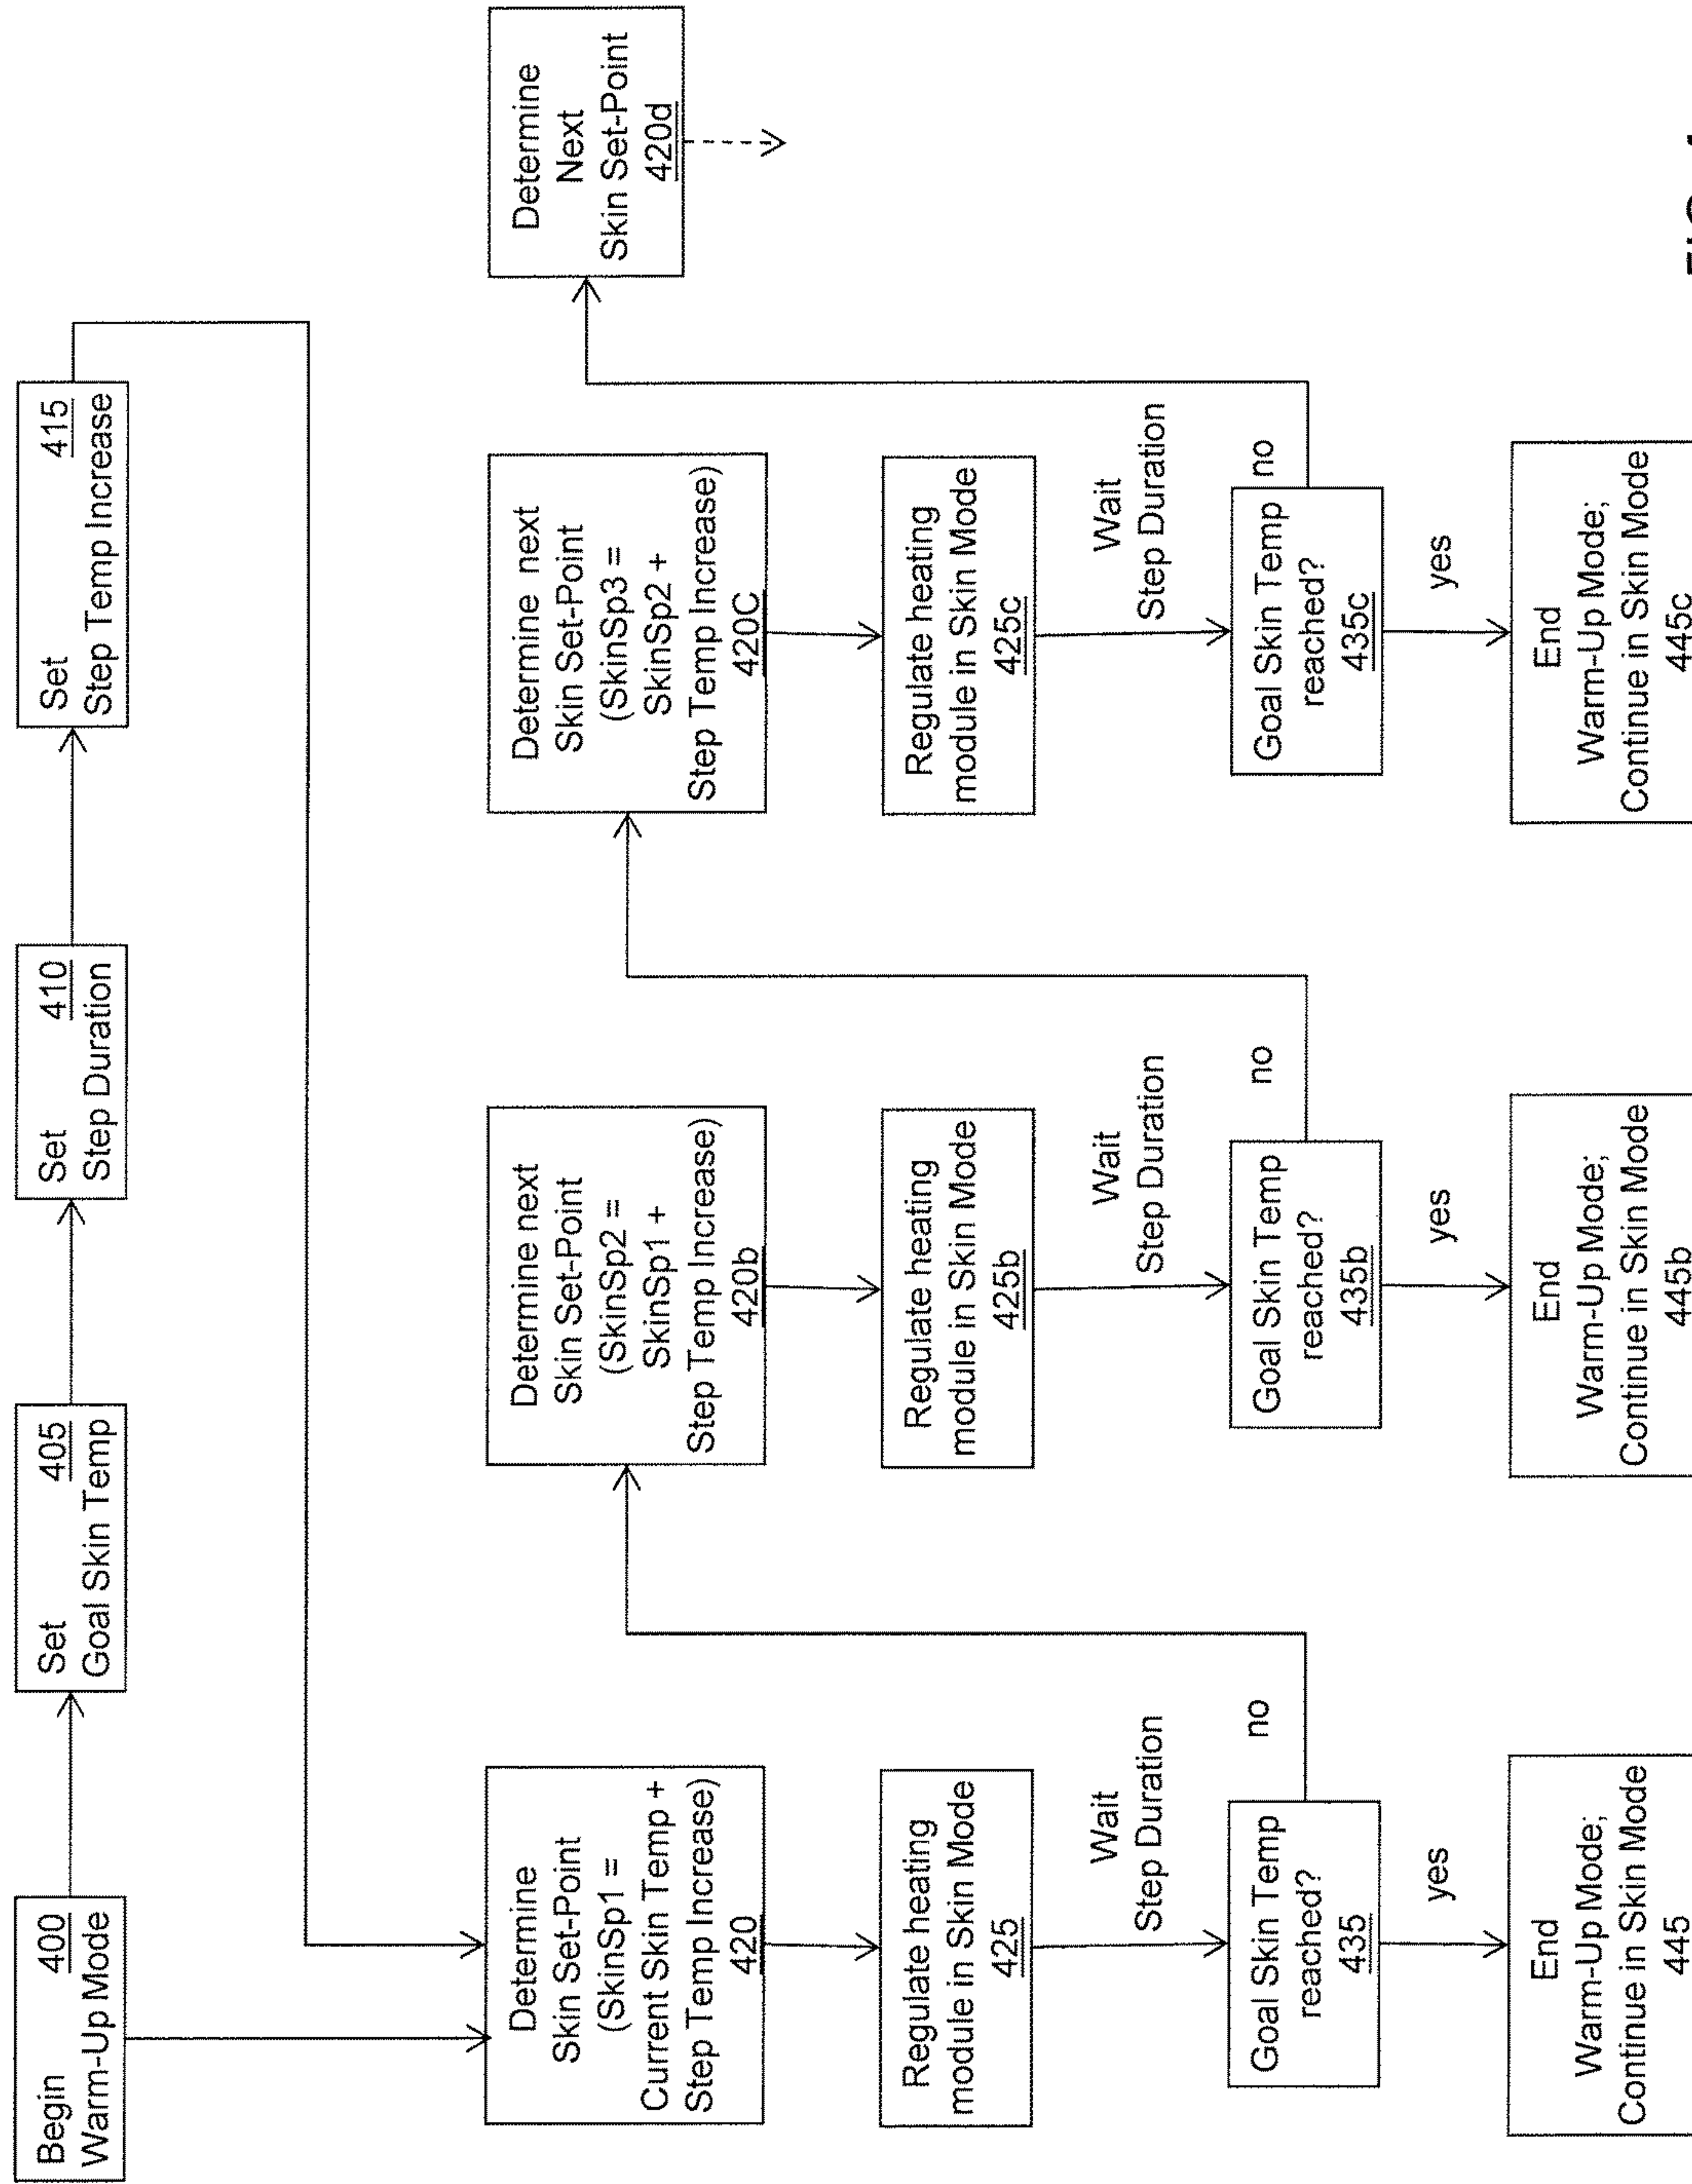 Begin 400
Warm-Up Mode
Set 405
Goal Skin Temp
Set 410
Step Duration
Set 415
Step Temp Increase
Determine
Skin Set-Point
(SkinSp1 =
Current Skin Temp +
Step Temp Increase)
420
Regulate heating
module in Skin Mode
425
Wait
Step Duration
Goal Skin Temp
reached?
435
no
yes
End
Warm-Up Mode;
Continue in Skin Mode
445
Determine next
Skin Set-Point
(SkinSp2 =
SkinSp1 +
Step Temp Increase)
420b
Regulate heating
module in Skin Mode
425b
Wait
Step Duration
Goal Skin Temp
reached?
435b
no
yes
End
Warm-Up Mode;
Continue in Skin Mode
445b
Determine next
Skin Set-Point
(SkinSp3 =
SkinSp2 +
Step Temp Increase)
420C
Regulate heating
module in Skin Mode
425c
Wait
Step Duration
Goal Skin Temp
reached?
435c
no
yes
End
Warm-Up Mode;
Continue in Skin Mode
445c
Determine
Next
Skin Set-Point
420d